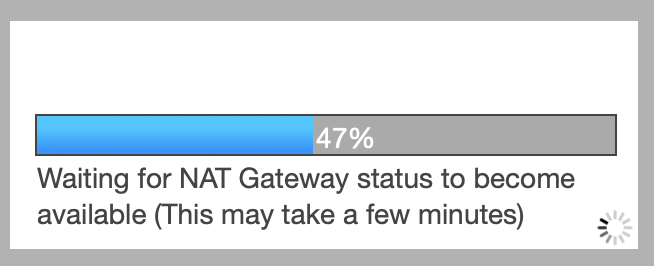 47%
Waiting for NAT Gateway status to become
available (This may take a few minutes)